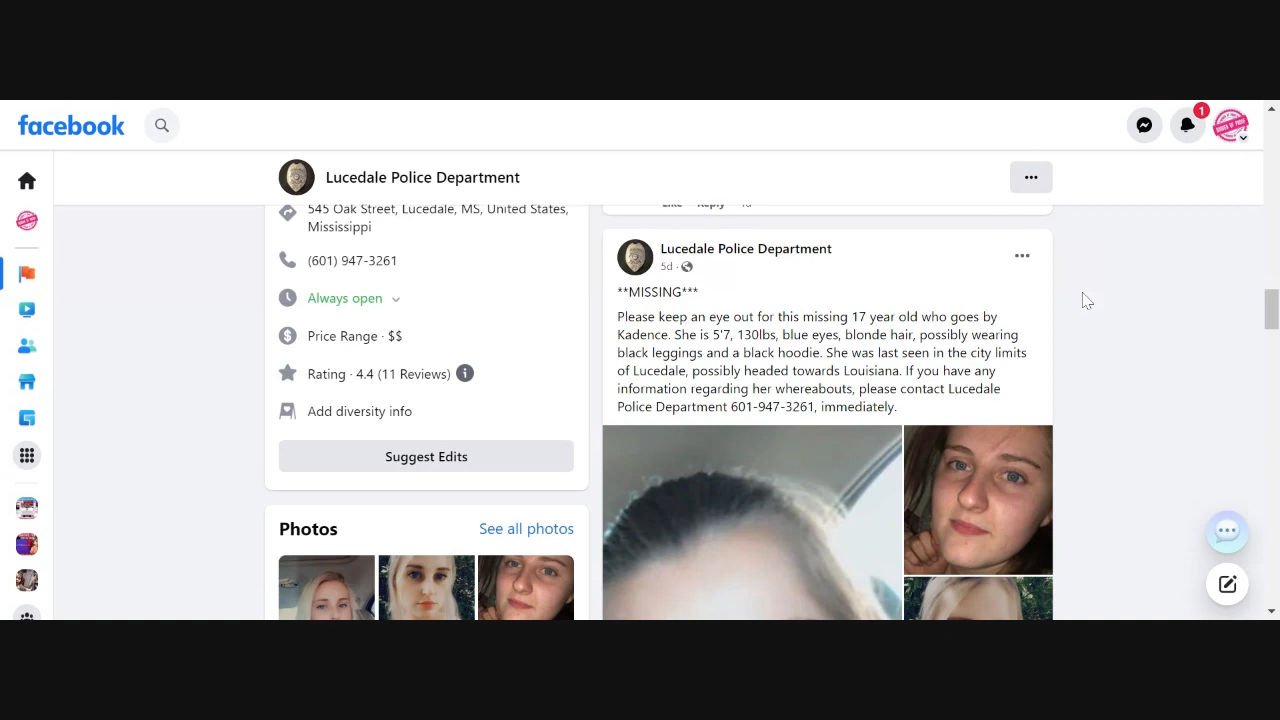 facebook
1
Lucedale Police Department
545 Oak Street, Lucedale, MS, United States,
Mississippi
(601) 947-3261
Always open
Price Range · $$
Rating · 4.4 (11 Reviews)
Add diversity info
Suggest Edits
Photos
See all photos
Like Reply 1d
Lucedale Police Department
5d ·
**MISSING***
Please keep an eye out for this missing 17 year old who goes by
Kadence. She is 5'7, 130lbs, blue eyes, blonde hair, possibly wearing
black leggings and a black hoodie. She was last seen in the city limits
of Lucedale, possibly headed towards Louisiana. If you have any
information regarding her whereabouts, please contact Lucedale
Police Department 601-947-3261, immediately.